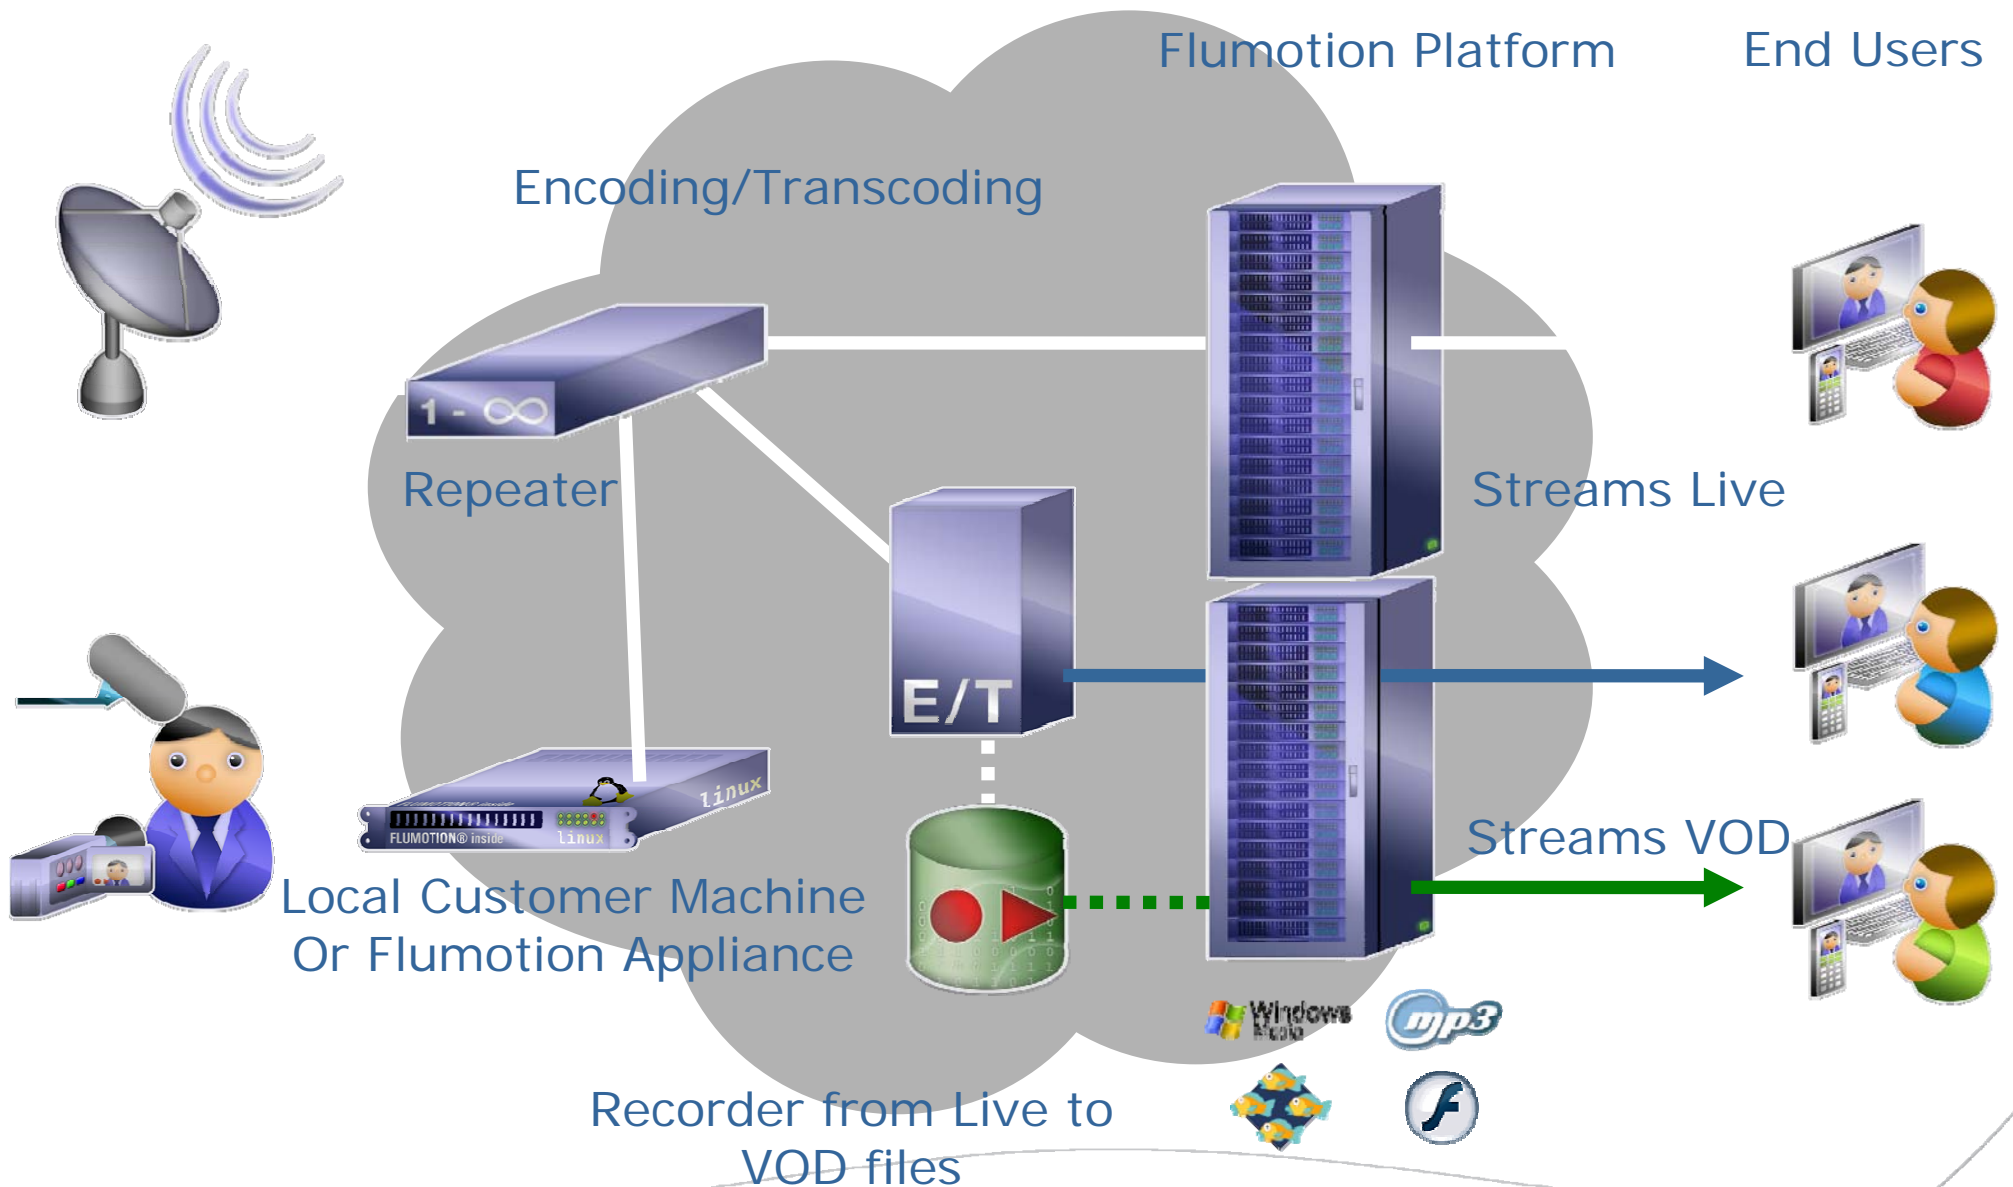 Flumotion Platform
End Users
Encoding/Transcoding
1 - ∞
Repeater
Streams Live
E/T
linux
FLUMOTION® inside
linux
Streams VOD
Local Customer Machine
Or Flumotion Appliance
Windows
Media
mp3
Recorder from Live to
VOD files